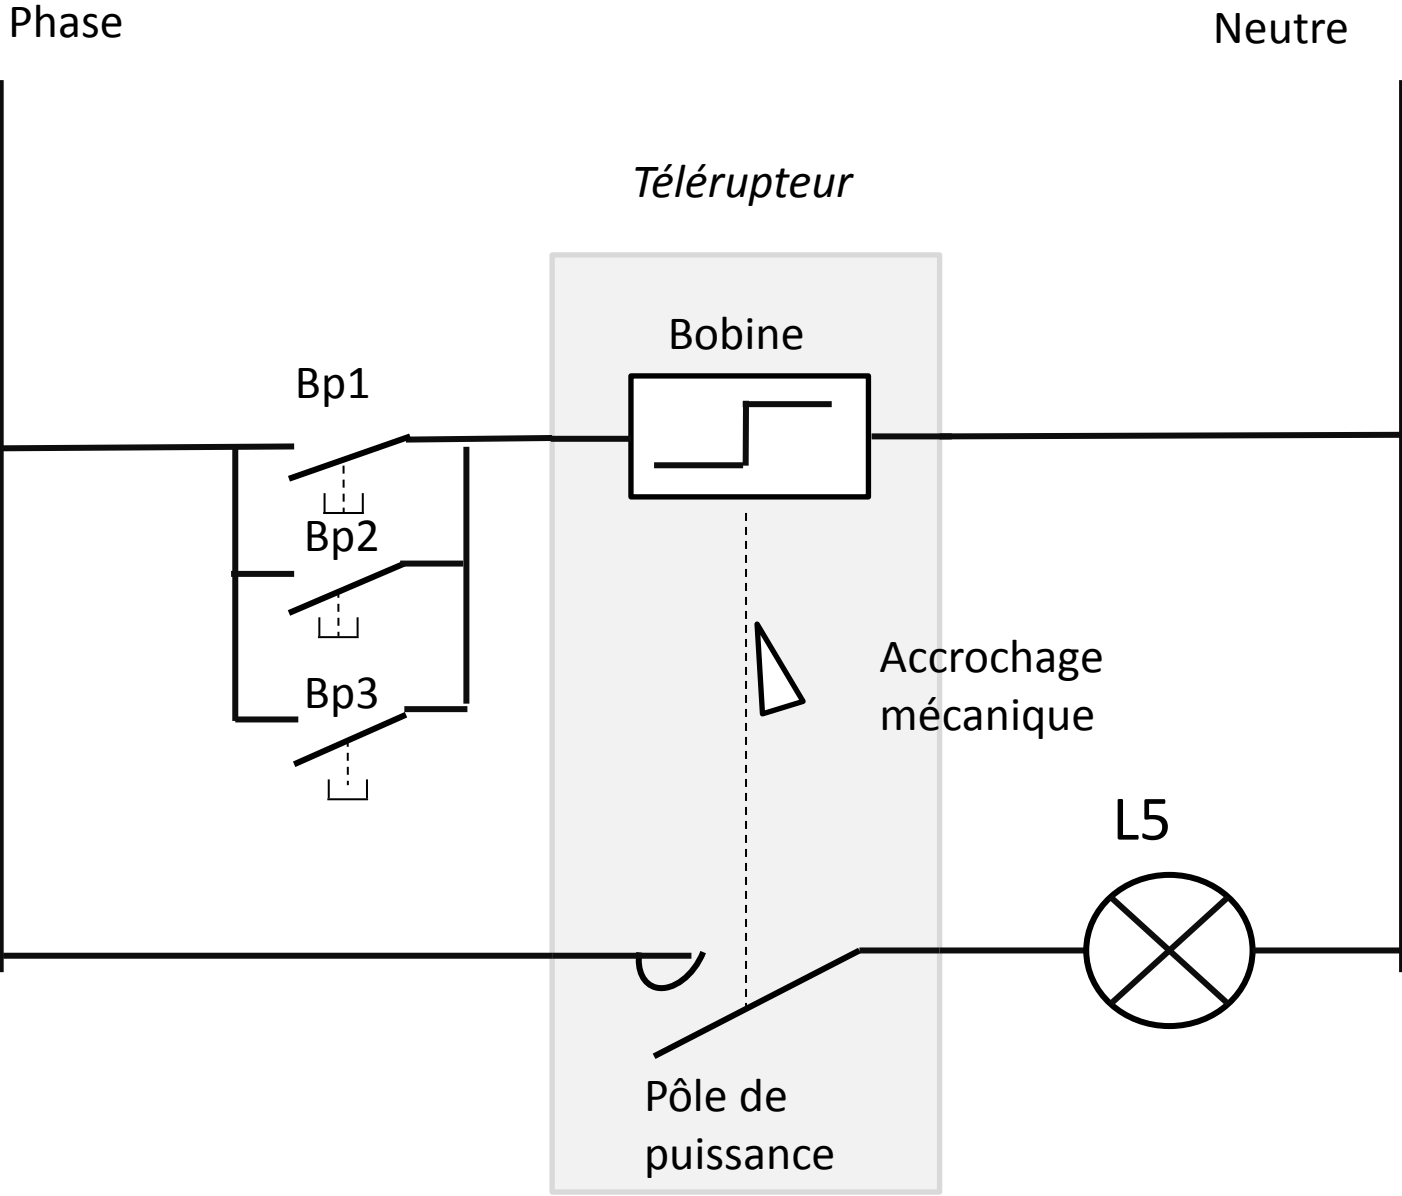 Phase
Neutre
Télérupteur
Bobine
Bp1
Bp2
Bp3
Accrochage
mécanique
L5
Pôle de
puissance